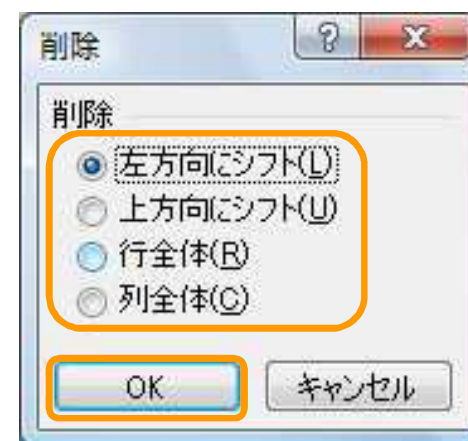 削除
削除
左方向にシフト(L)
上方向にシフト(U)
行全体(R)
列全体(C)
OK キャンセル